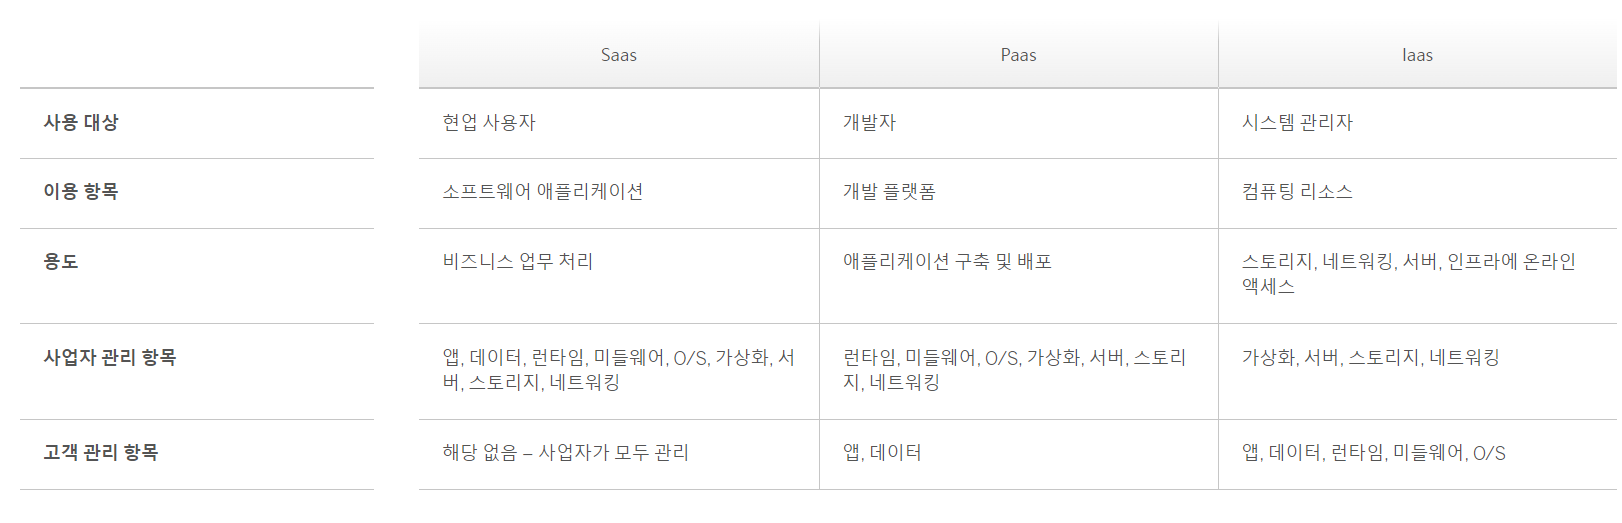 Saas
Paas
Iaas
사용 대상
현업 사용자
개발자
시스템 관리자
이용 항목
소프트웨어 애플리케이션
개발 플랫폼
컴퓨팅 리소스
용도
비즈니스 업무 처리
애플리케이션 구축 및 배포
스토리지, 네트워킹, 서버, 인프라에 온라인
액세스
사업자 관리 항목
앱, 데이터, 런타임, 미들웨어, O/S, 가상화, 서
버, 스토리지, 네트워킹
런타임, 미들웨어, O/S, 가상화, 서버, 스토리
지, 네트워킹
가상화, 서버, 스토리지, 네트워킹
고객 관리 항목
해당 없음 – 사업자가 모두 관리
앱, 데이터
앱, 데이터, 런타임, 미들웨어, O/S